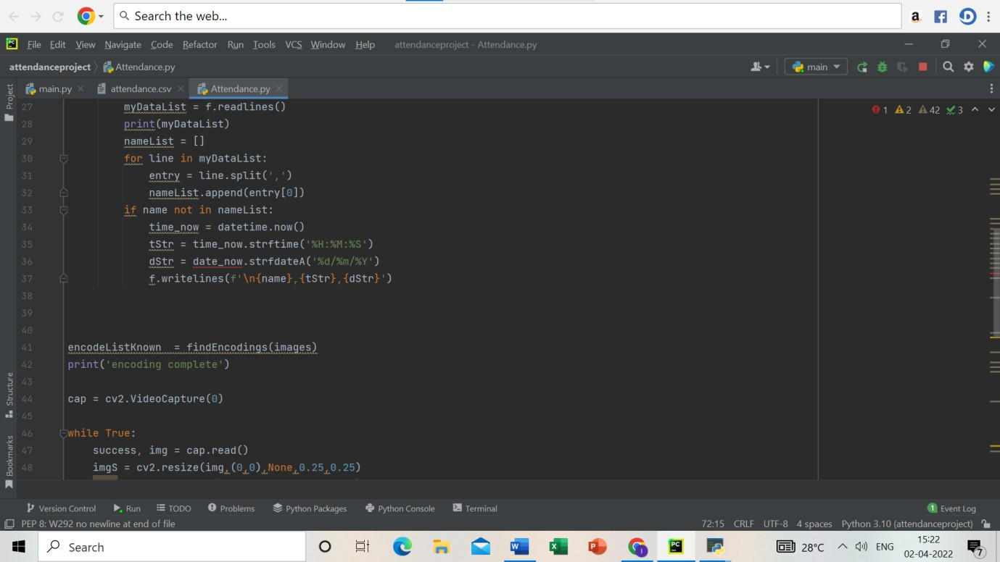 Search the web...
File Edit View Navigate Code Refactor Run Tools VCS Window Help attendanceproject - Attendance.py
attendanceproject Attendance.py main
main.py attendance.csv Attendance.py
Project
1 2 42 3
27 myDataList = f.readlines()
28 print(myDataList)
29 nameList = []
30 for line in myDataList:
31 entry = line.split(',')
32 nameList.append(entry[0])
33 if name not in nameList:
34 time_now = datetime.now()
35 tStr = time_now.strftime('%H:%M:%S')
36 dStr = date_now.strfdateA('%d/%m/%Y')
37 f.writelines(f'\n{name},{tStr},{dStr}')
38
39
40
41 encodeListKnown = findEncodings(images)
42 print('encoding complete')
43
44 cap = cv2.VideoCapture(0)
45
46 while True:
47 success, img = cap.read()
48 imgS = cv2.resize(img,(0,0),None,0.25,0.25)
Structure
Bookmarks
Version Control Run TODO Problems Python Packages Python Console Terminal 1 Event Log
PEP 8: W292 no newline at end of file 72:15 CRLF UTF-8 4 spaces Python 3.10 (attendanceproject)
Search 28°C ENG 15:22
02-04-2022 7